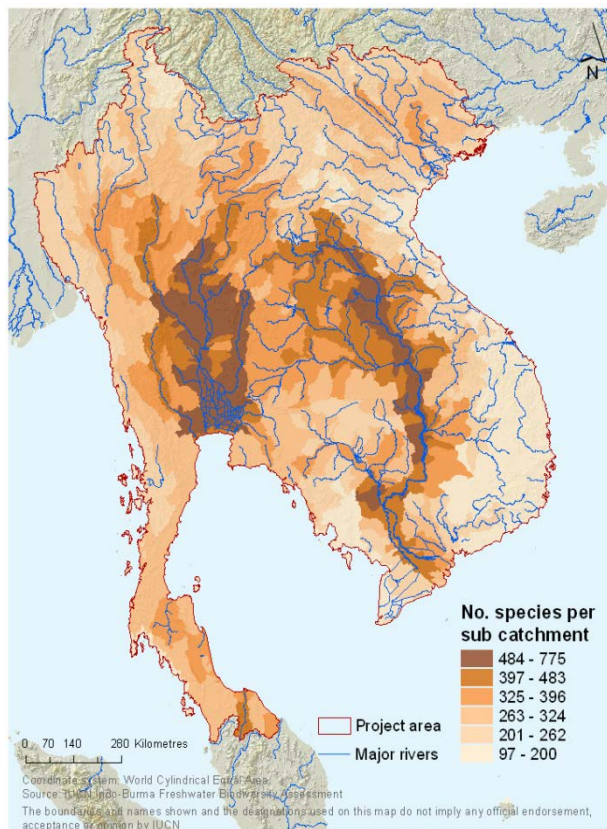 N
No. species per
sub catchment
484 - 775
397 - 483
325 - 396
263 - 324
201 - 262
97 - 200
Project area
Major rivers
0 70 140 280 Kilometres
Coordinate system: World Cylindrical Equal Area
Source: IUCN Indo-Burma Freshwater Biodiversity Assessment
The boundaries and names shown and the designations used on this map do not imply any official endorsement,
acceptance or opinion by IUCN